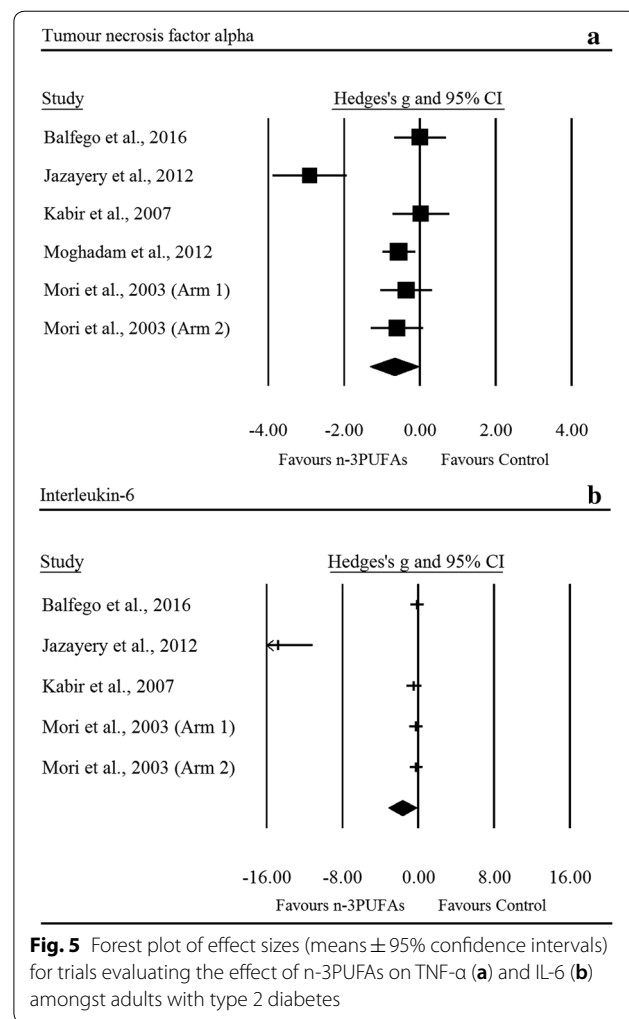 Tumour necrosis factor alpha a
Study Hedges's g and 95% CI
Balfego et al., 2016
Jazayery et al., 2012
Kabir et al., 2007
Moghadam et al., 2012
Mori et al., 2003 (Arm 1)
Mori et al., 2003 (Arm 2)
-4.00 -2.00 0.00 2.00 4.00
Favours n-3PUFAs Favours Control
Interleukin-6 b
Study Hedges's g and 95% CI
Balfego et al., 2016
Jazayery et al., 2012
Kabir et al., 2007
Mori et al., 2003 (Arm 1)
Mori et al., 2003 (Arm 2)
-16.00 -8.00 0.00 8.00 16.00
Favours n-3PUFAs Favours Control
Fig. 5 Forest plot of effect sizes (means ± 95% confidence intervals)
for trials evaluating the effect of n-3PUFAs on TNF-α (a) and IL-6 (b)
amongst adults with type 2 diabetes